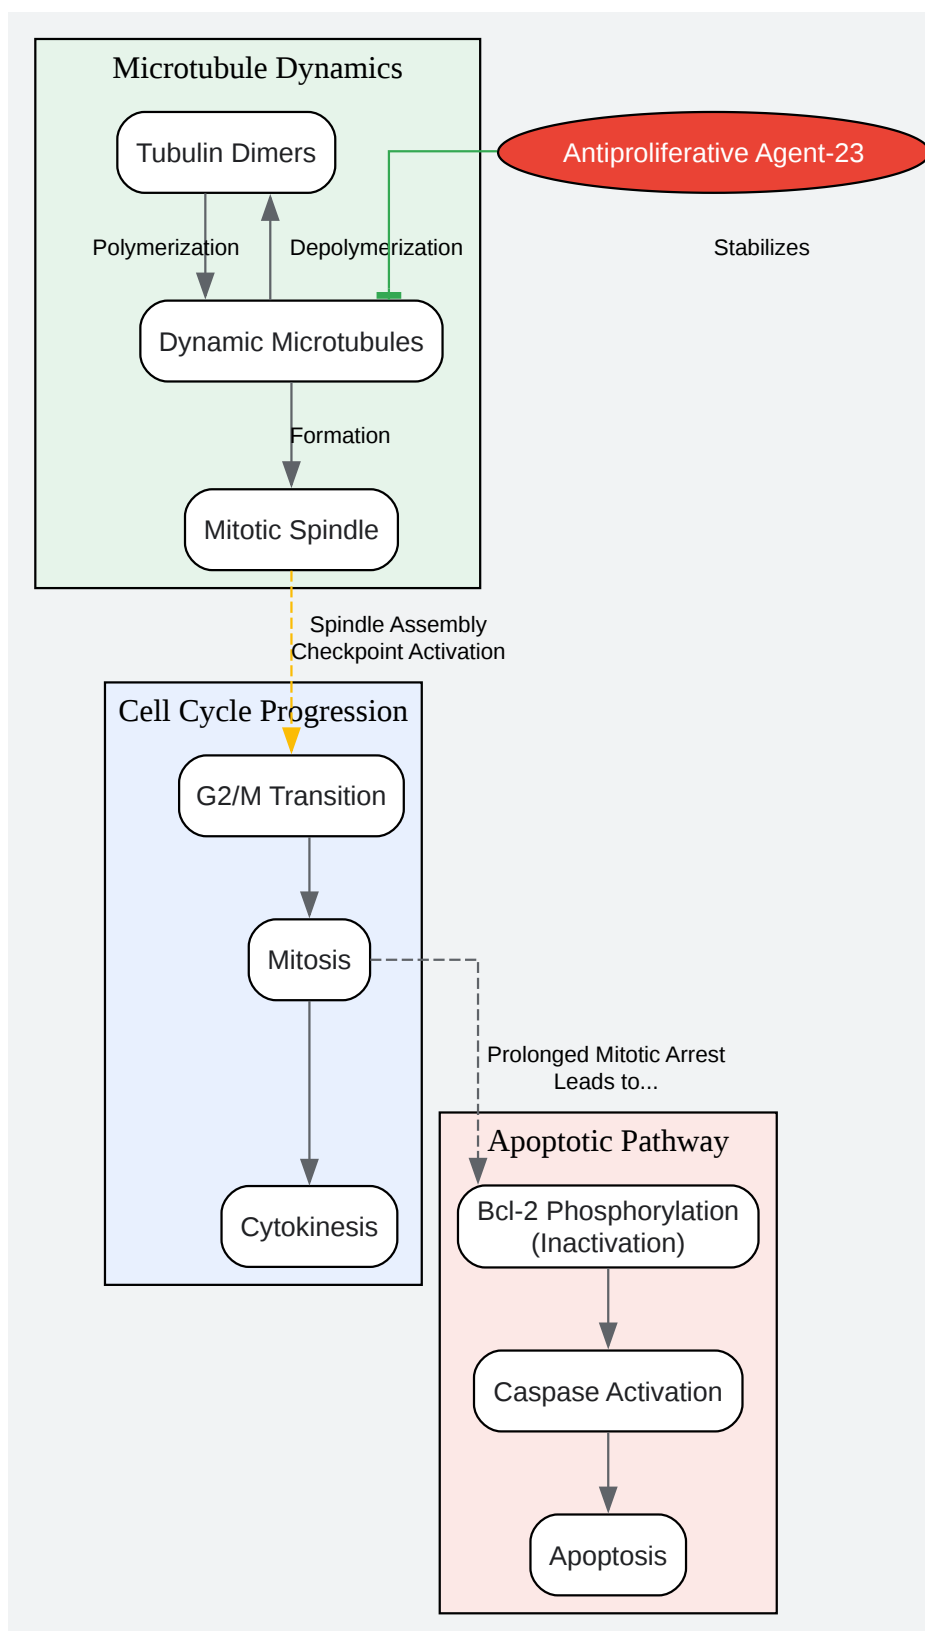 Microtubule Dynamics
Tubulin Dimers
Antiproliferative Agent-23
Polymerization
Depolymerization
Stabilizes
Dynamic Microtubules
Formation
Mitotic Spindle
Spindle Assembly
Checkpoint Activation
Cell Cycle Progression
G2/M Transition
Mitosis
Prolonged Mitotic Arrest
Leads to...
Apoptotic Pathway
Cytokinesis
Bcl-2 Phosphorylation
(Inactivation)
Caspase Activation
Apoptosis